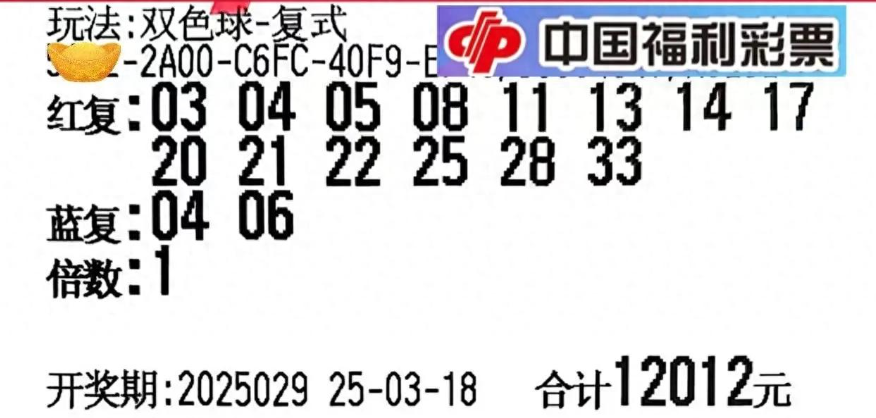 玩法:双色球-复式
-2A00-C6FC-40F9-
中国福利彩票
红复:03 04 05 08 11 13 14 17
20 21 22 25 28 33
蓝复:04 06
倍数:1
开奖期:2025029 25-03-18 合计12012元